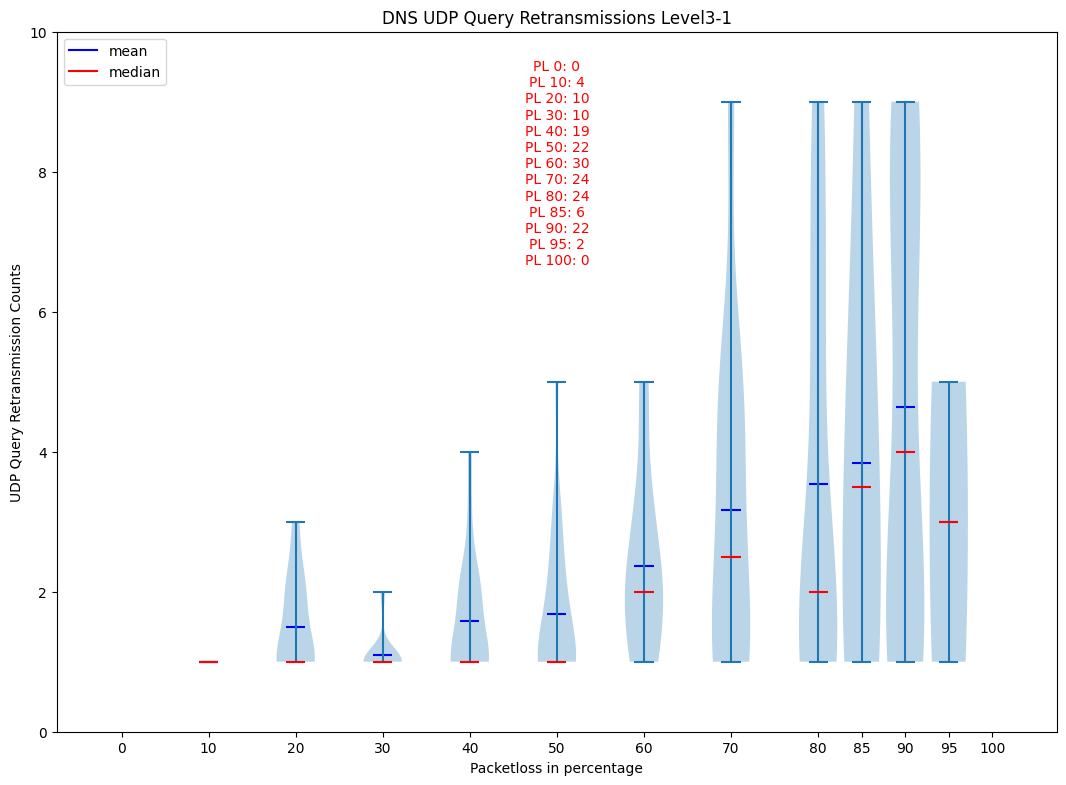 DNS UDP Query Retransmissions Level3-1
mean
median
PL 0: 0
PL 10: 4
PL 20: 10
PL 30: 10
PL 40: 19
PL 50: 22
PL 60: 30
PL 70: 24
PL 80: 24
PL 85: 6
PL 90: 22
PL 95: 2
PL 100: 0
UDP Query Retransmission Counts
10
8
6
4
2
0
0 10 20 30 40 50 60 70 80 85 90 95 100
Packetloss in percentage